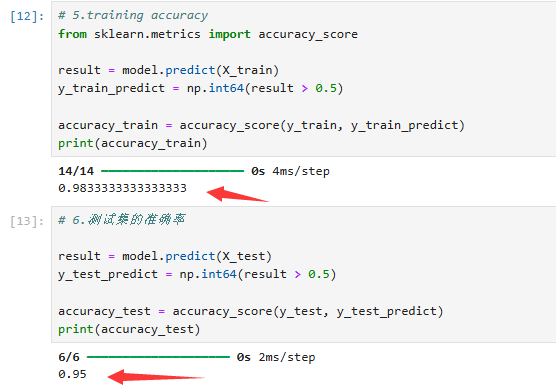 [12]: # 5.training accuracy
from sklearn.metrics import accuracy_score
result = model.predict(X_train)
y_train_predict = np.int64(result > 0.5)
accuracy_train = accuracy_score(y_train, y_train_predict)
print(accuracy_train)
14/14 ━━━━━━━━━━━━━━━━━━━━ 0s 4ms/step
0.9833333333333333
[13]: # 6.测试集的准确率
result = model.predict(X_test)
y_test_predict = np.int64(result > 0.5)
accuracy_test = accuracy_score(y_test, y_test_predict)
print(accuracy_test)
6/6 ━━━━━━━━━━━━━━━━━━━━ 0s 2ms/step
0.95